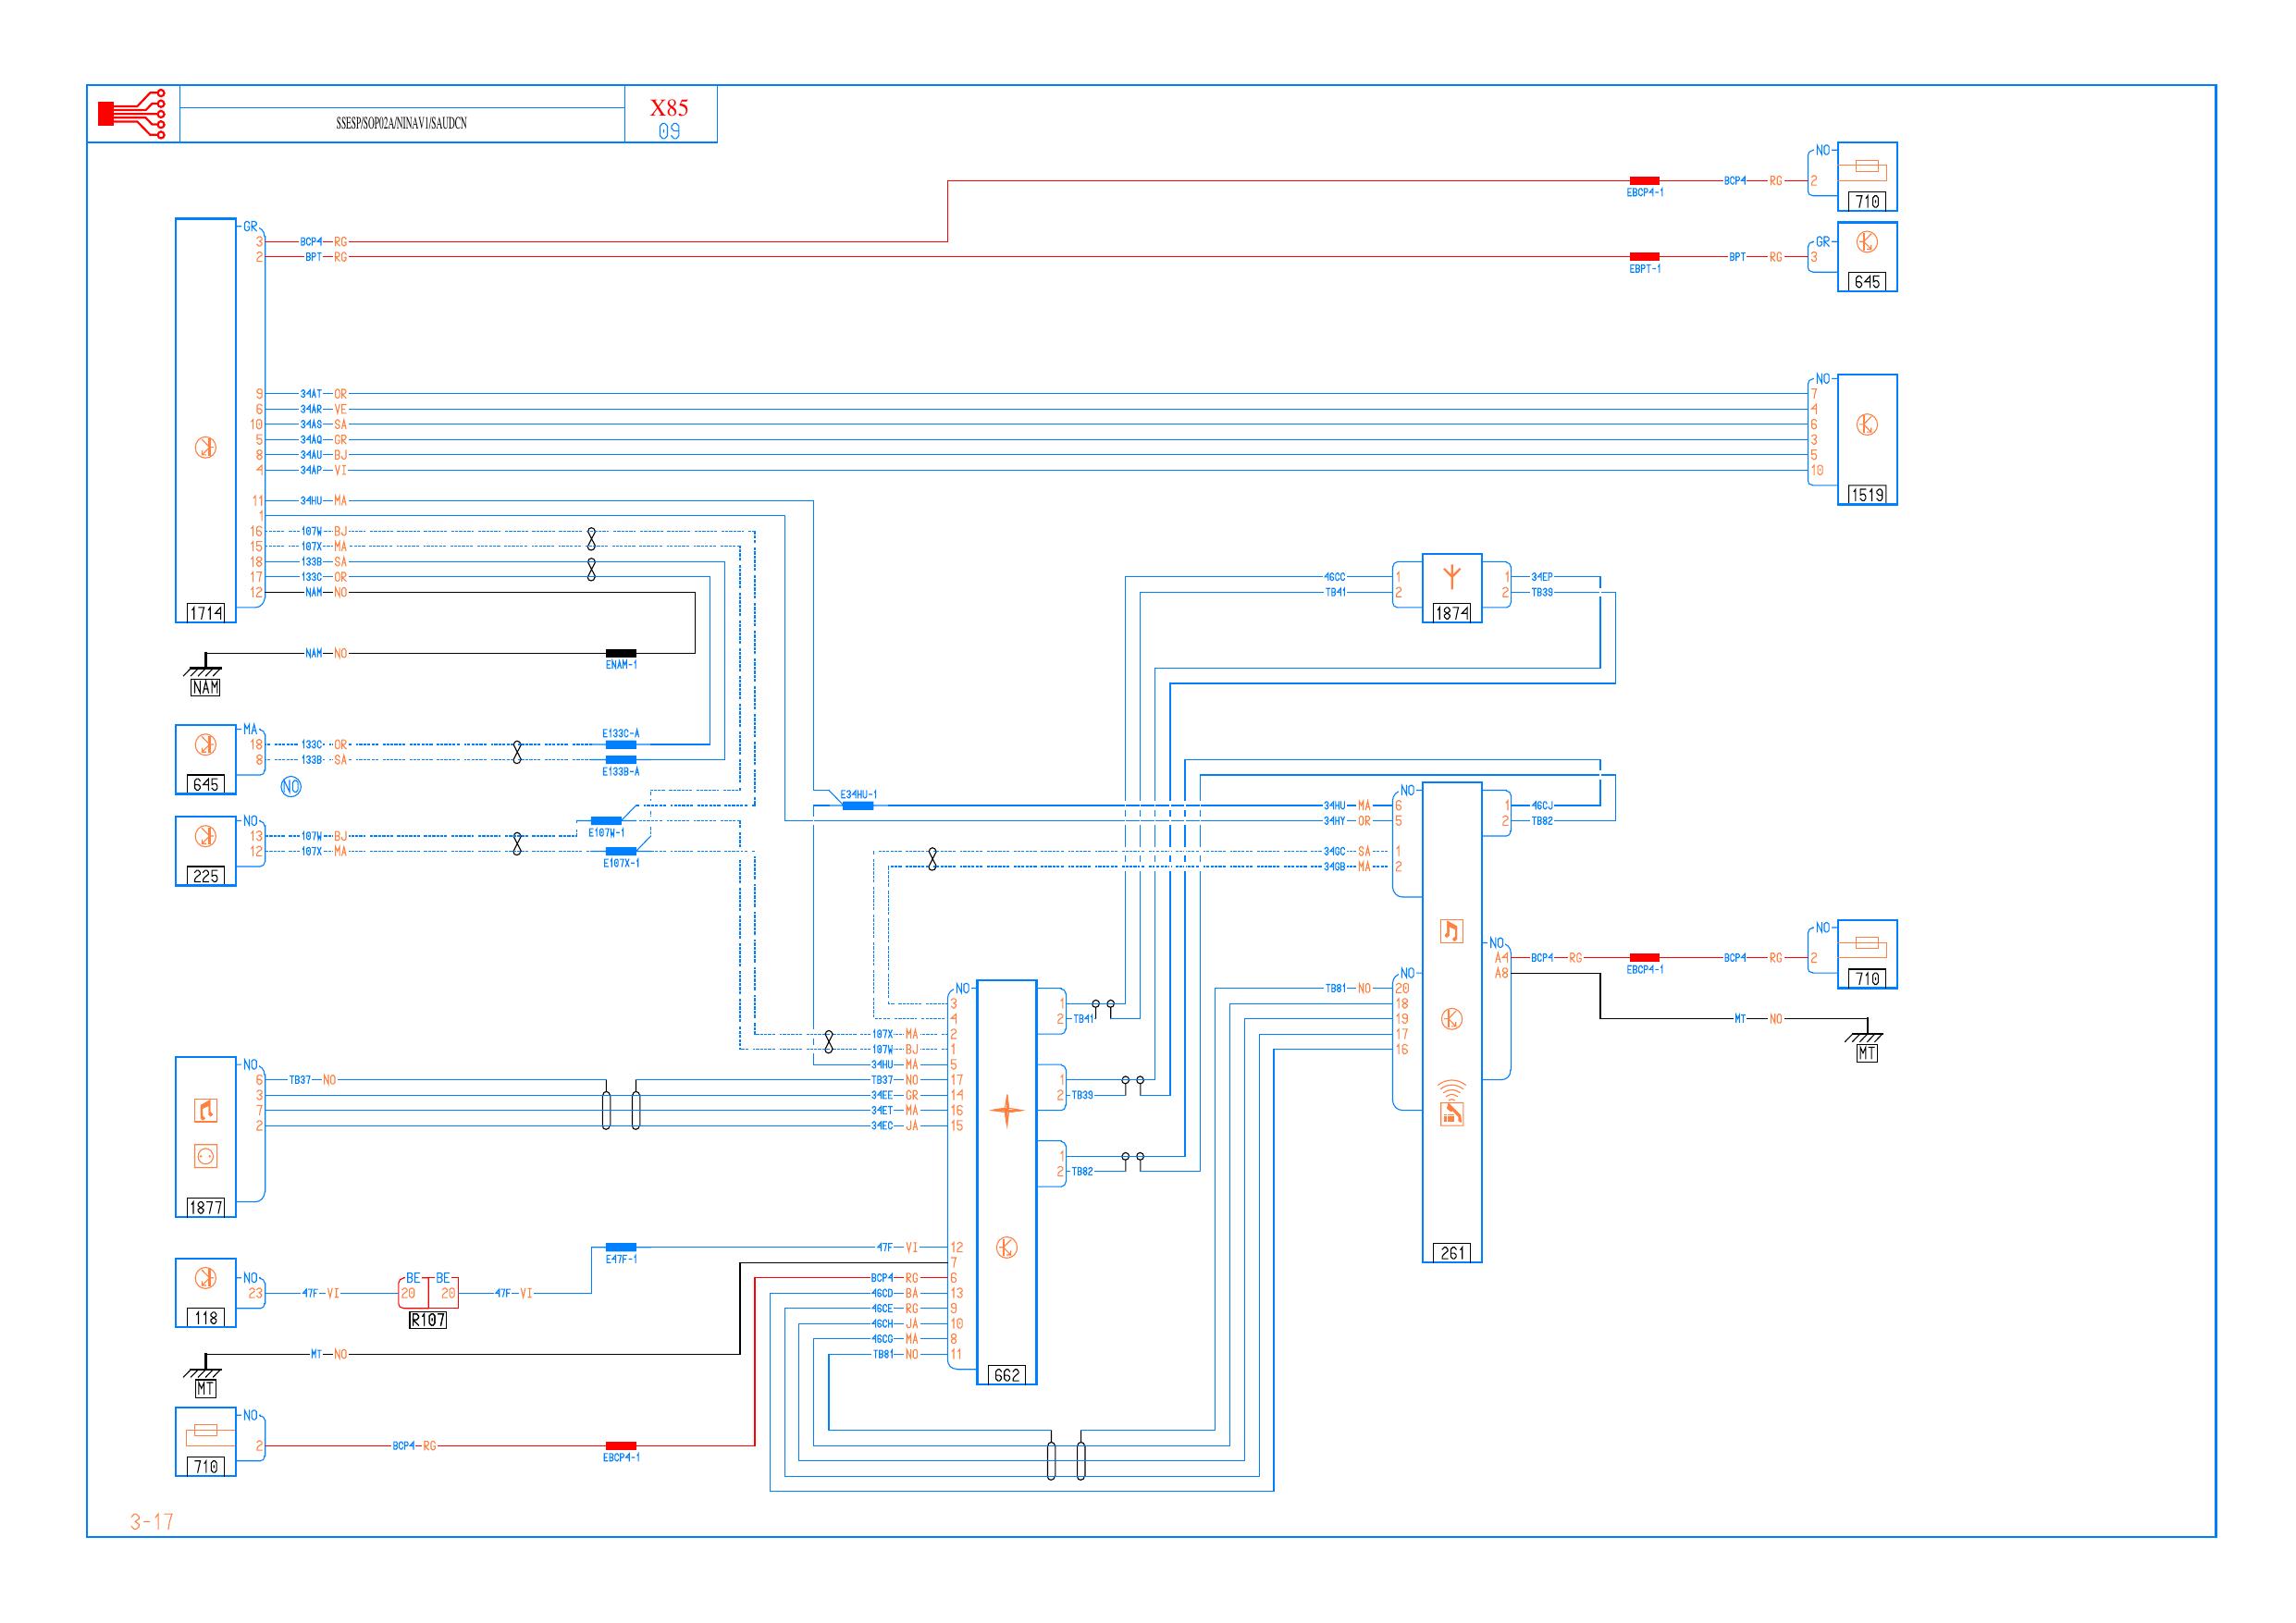 SSESP/SOP02A/NINAV1/SAUDCN
X85
09
NO
2
BCP4 RG
EBCP4-1
710
GR
3 BCP4 RG
2 BPT RG
EBPT-1
BPT RG
GR
3
645
9 34AT OR
6 34AR VE
10 34AS SA
5 34AQ GR
8 34AU BJ
4 34AP VI
NO
7
4
6
3
5
10
1519
11 34HU MA
1
16 107W BJ
15 107X MA
18 133B SA
17 133C OR
12 NAM NO
1714
46CC 1
TB41 2
1 34EP
2 TB39
1874
NAM NO
ENAM-1
NAM
MA
18 133C OR
8 133B SA
E133C-A
E133B-A
645
NO
NO
13 107W BJ
12 107X MA
E107W-1
E107X-1
225
E34HU-1
NO
34HU MA 6
34HY OR 5
34GC SA 1
34GB MA 2
1 46CJ
2 TB82
NO
A4 BCP4 RG
A8
EBCP4-1
BCP4 RG
NO
2
710
MT NO
MT
NO
TB81 NO 20
18
19
17
16
261
NO
3
4
107X MA 2
107W BJ 1
34HU MA 5
TB37 NO 17
34EE GR 14
34ET MA 16
34EC JA 15
1
2 TB41
1
2 TB39
1
2 TB82
NO
6 TB37 NO
3
7
2
1877
47F VI 12
7
BCP4 RG 6
46CD BA 13
46CE RG 9
46CH JA 10
46CG MA 8
TB81 NO 11
662
E47F-1
NO
23 47F VI
BE BE
20 20
47F VI
118
R107
MT NO
MT
NO
2 BCP4 RG
EBCP4-1
710
3-17